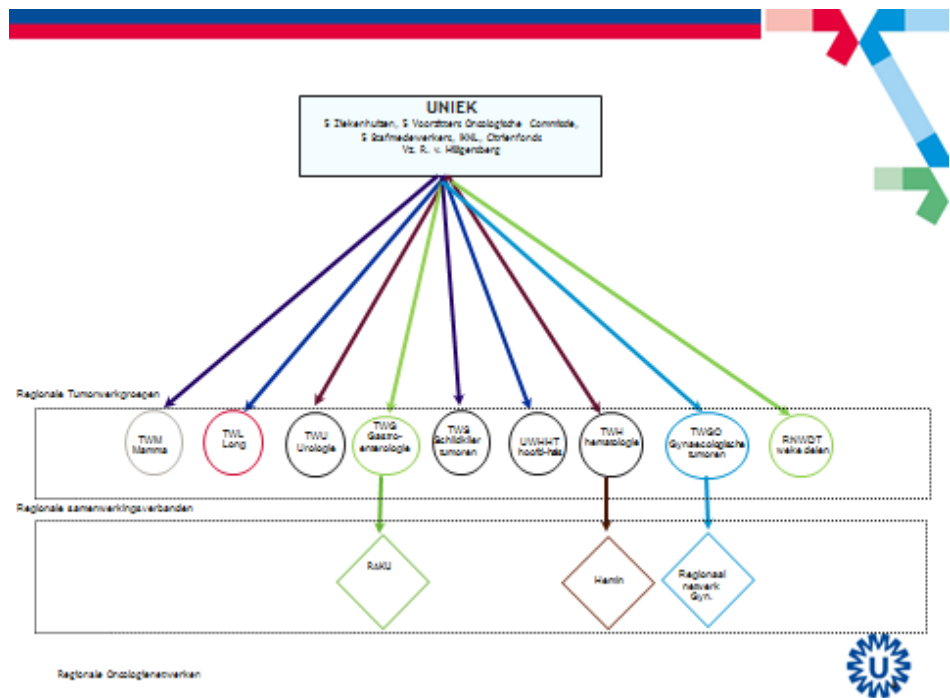 UNIEK
5 Ziekenhuizen, 5 Voorzitters Oncologische Commissie,
5 Stafmedewerkers, IKNL, Citrienfonds
Vz. R. v. Hilligersberg
Regionale Tumorwerkgroepen
TWM
Mamma
TWL
Long
TWU
Urologie
TWG
Gastro-
enterologie
TWS
Schildklier
tumoren
UWHHT
hoofd-hals
TWH
hematologie
TWGO
Gynaecologische
tumoren
RNWDT
weke delen
Regionale samenwerkingsverbanden
RAKU
Hemin
Regionaal
netwerk
Gyn.
Regionale Oncologienetwerken
U